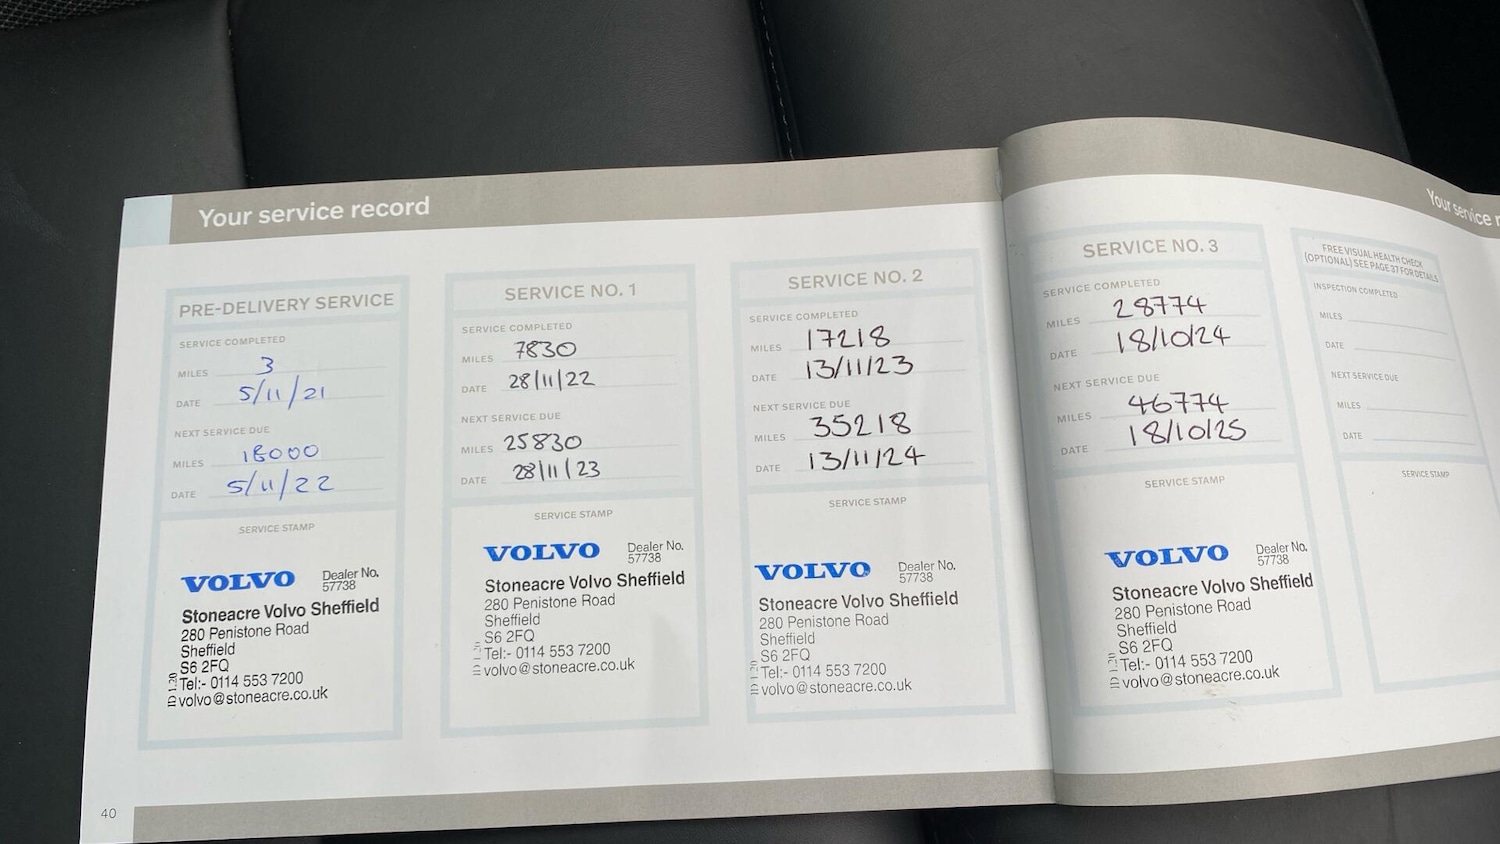 Your service record
PRE-DELIVERY SERVICE
SERVICE COMPLETED
MILES 3
DATE 5/11/21
NEXT SERVICE DUE
MILES 18000
DATE 5/11/22
SERVICE STAMP
VOLVO Dealer No.
57738
Stoneacre Volvo Sheffield
280 Penistone Road
Sheffield
S6 2FQ
Tel:- 0114 553 7200
volvo@stoneacre.co.uk
SERVICE NO. 1
SERVICE COMPLETED
MILES 7830
DATE 28/11/22
NEXT SERVICE DUE
MILES 25830
DATE 28/11/23
SERVICE STAMP
VOLVO Dealer No.
57738
Stoneacre Volvo Sheffield
280 Penistone Road
Sheffield
S6 2FQ
Tel:- 0114 553 7200
volvo@stoneacre.co.uk
SERVICE NO. 2
SERVICE COMPLETED
MILES 17218
DATE 13/11/23
NEXT SERVICE DUE
MILES 35218
DATE 13/11/24
SERVICE STAMP
VOLVO Dealer No.
57738
Stoneacre Volvo Sheffield
280 Penistone Road
Sheffield
S6 2FQ
Tel:- 0114 553 7200
volvo@stoneacre.co.uk
40
Your service r
SERVICE NO. 3
SERVICE COMPLETED
MILES 28774
DATE 18/10/24
NEXT SERVICE DUE
MILES 46774
DATE 18/10/25
SERVICE STAMP
VOLVO Dealer No.
57738
Stoneacre Volvo Sheffield
280 Penistone Road
Sheffield
S6 2FQ
Tel:- 0114 553 7200
volvo@stoneacre.co.uk
FREE VISUAL HEALTH CHECK
(OPTIONAL) SEE PAGE 37 FOR DETAILS
INSPECTION COMPLETED
MILES
DATE
NEXT SERVICE DUE
MILES
DATE
SERVICE STAMP